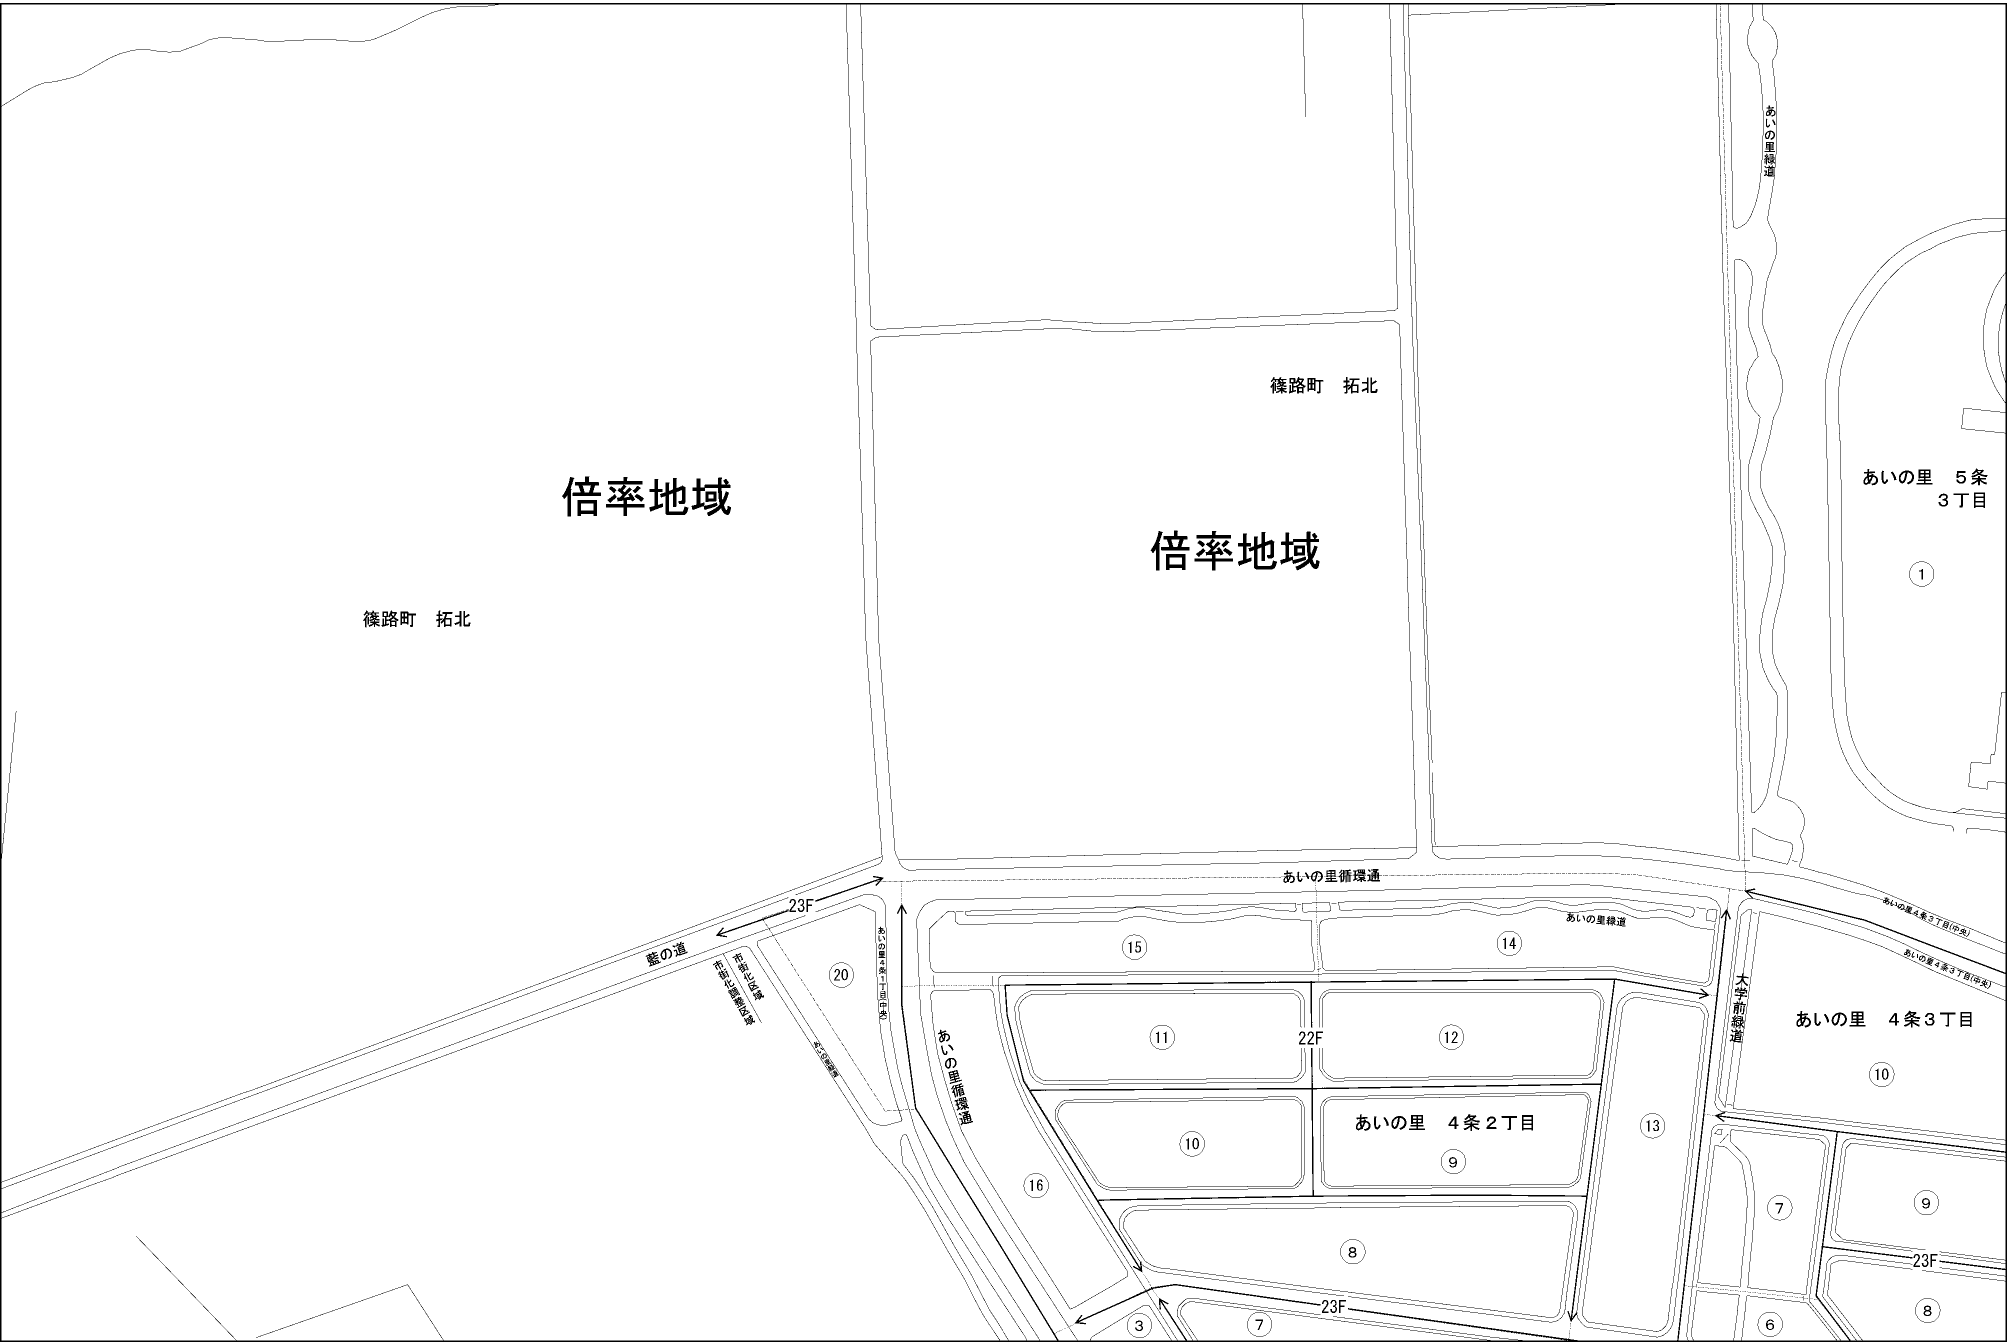 あいの里緑道
篠路町　拓北
倍率地域
あいの里　５条
３丁目
倍率地域
①
篠路町　拓北
あいの里循環通
23F
あいの里４条３丁目(中央)
あいの里緑道
藍の道
市街化区域
市街化調整区域
⑳
あいの里４条１丁目(中央)
⑮
⑭
あいの里４条３丁目(中央)
大学前緑道
あいの里　４条３丁目
あいの里緑道
あいの里循環通
⑪
22F
⑫
⑩
あいの里　４条２丁目
⑬
⑩
⑨
⑯
⑦
⑨
⑧
23F
23F
③
⑦
⑥
⑧